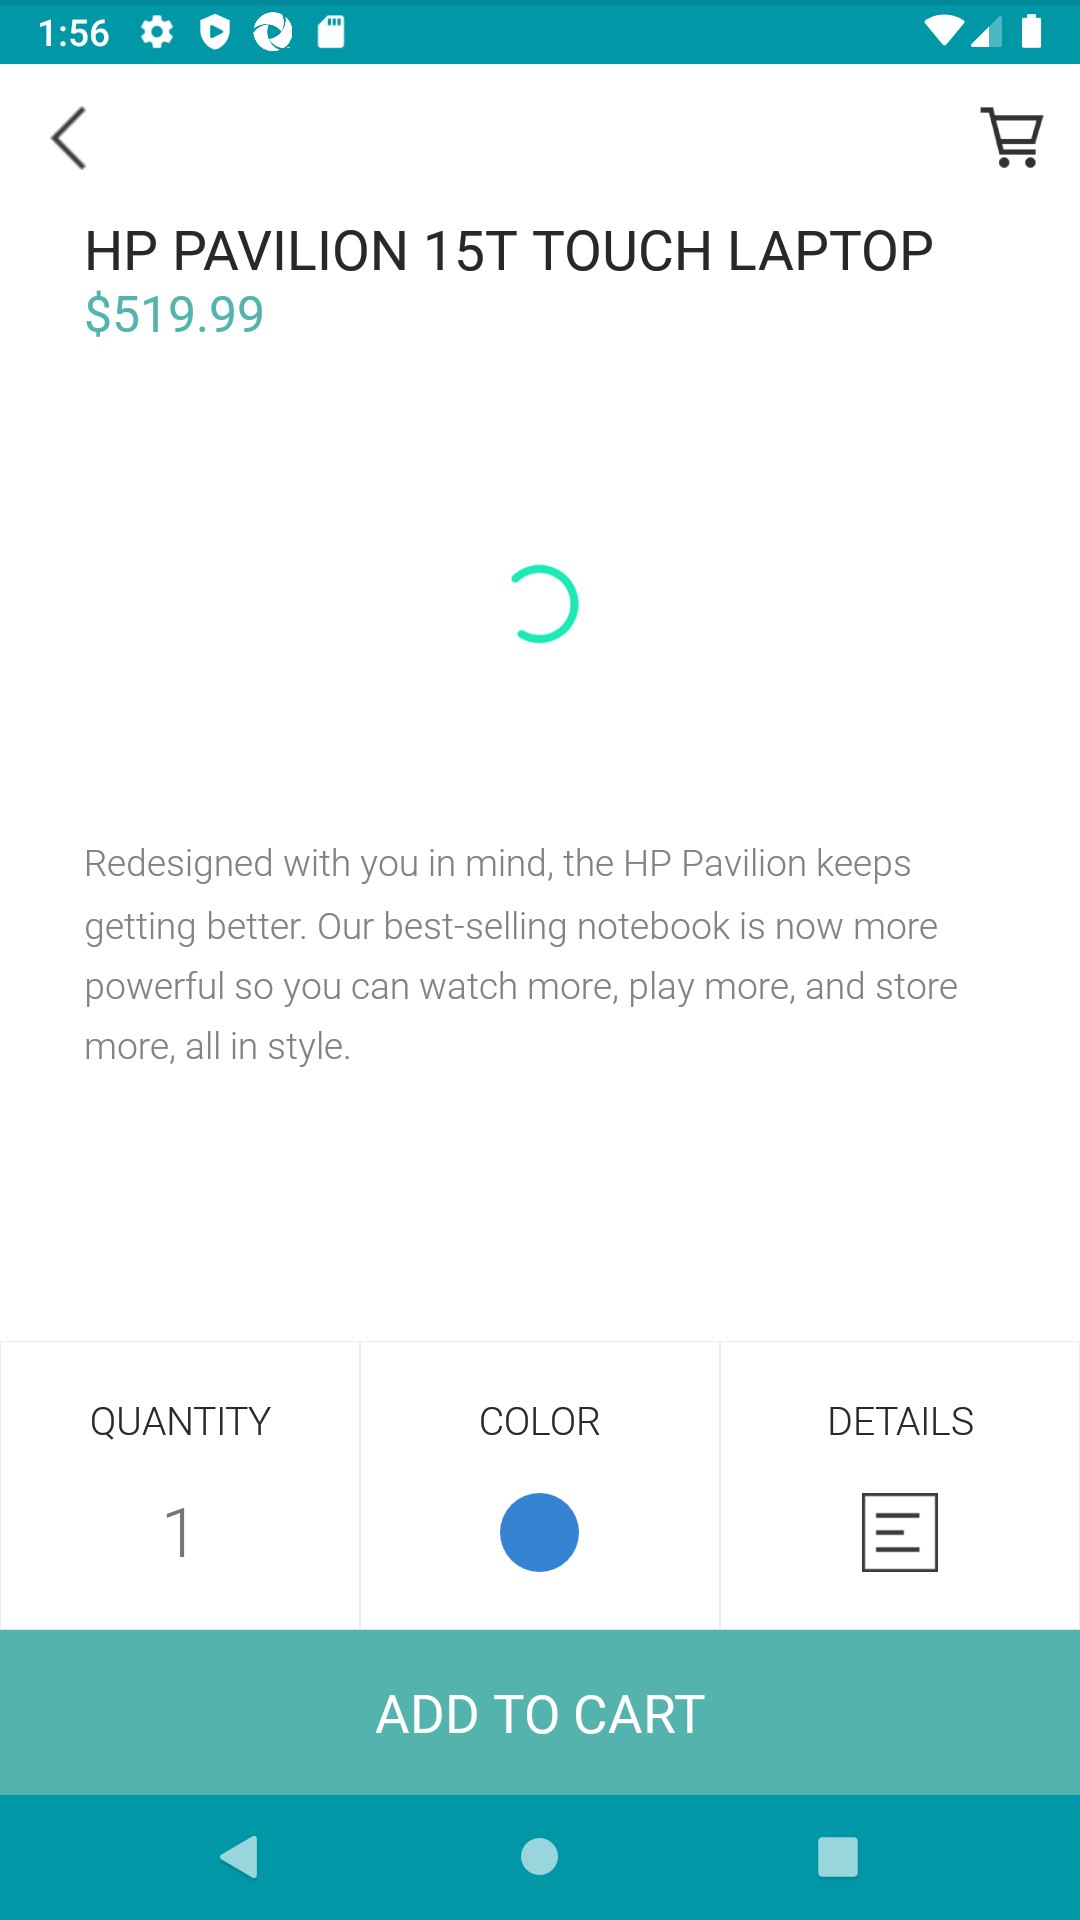 1:56
HP PAVILION 15T TOUCH LAPTOP
$519.99
Redesigned with you in mind, the HP Pavilion keeps
getting better. Our best-selling notebook is now more
powerful so you can watch more, play more, and store
more, all in style.
QUANTITY COLOR DETAILS
1
ADD TO CART